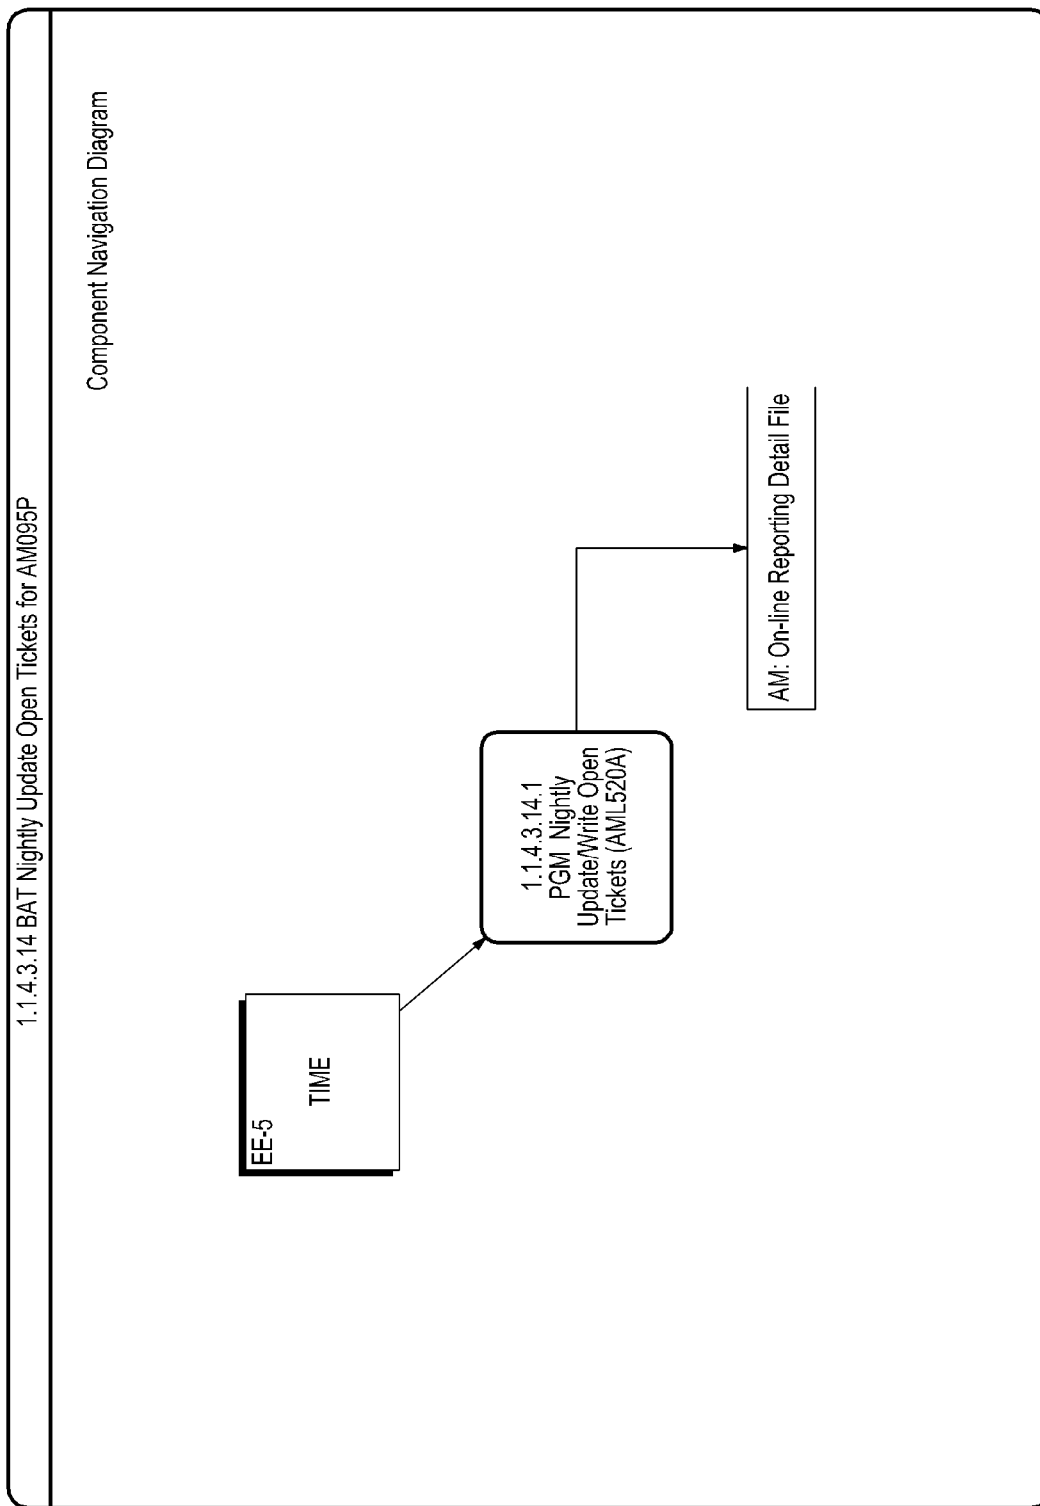 1.1.4.3.14 BAT Nightly Update Open Tickets for AM095P
Component Navigation Diagram
EE-5
TIME
1.1.4.3.14.1
PGM Nightly
Update/Write Open
Tickets (AML520A)
AM: On-line Reporting Detail File